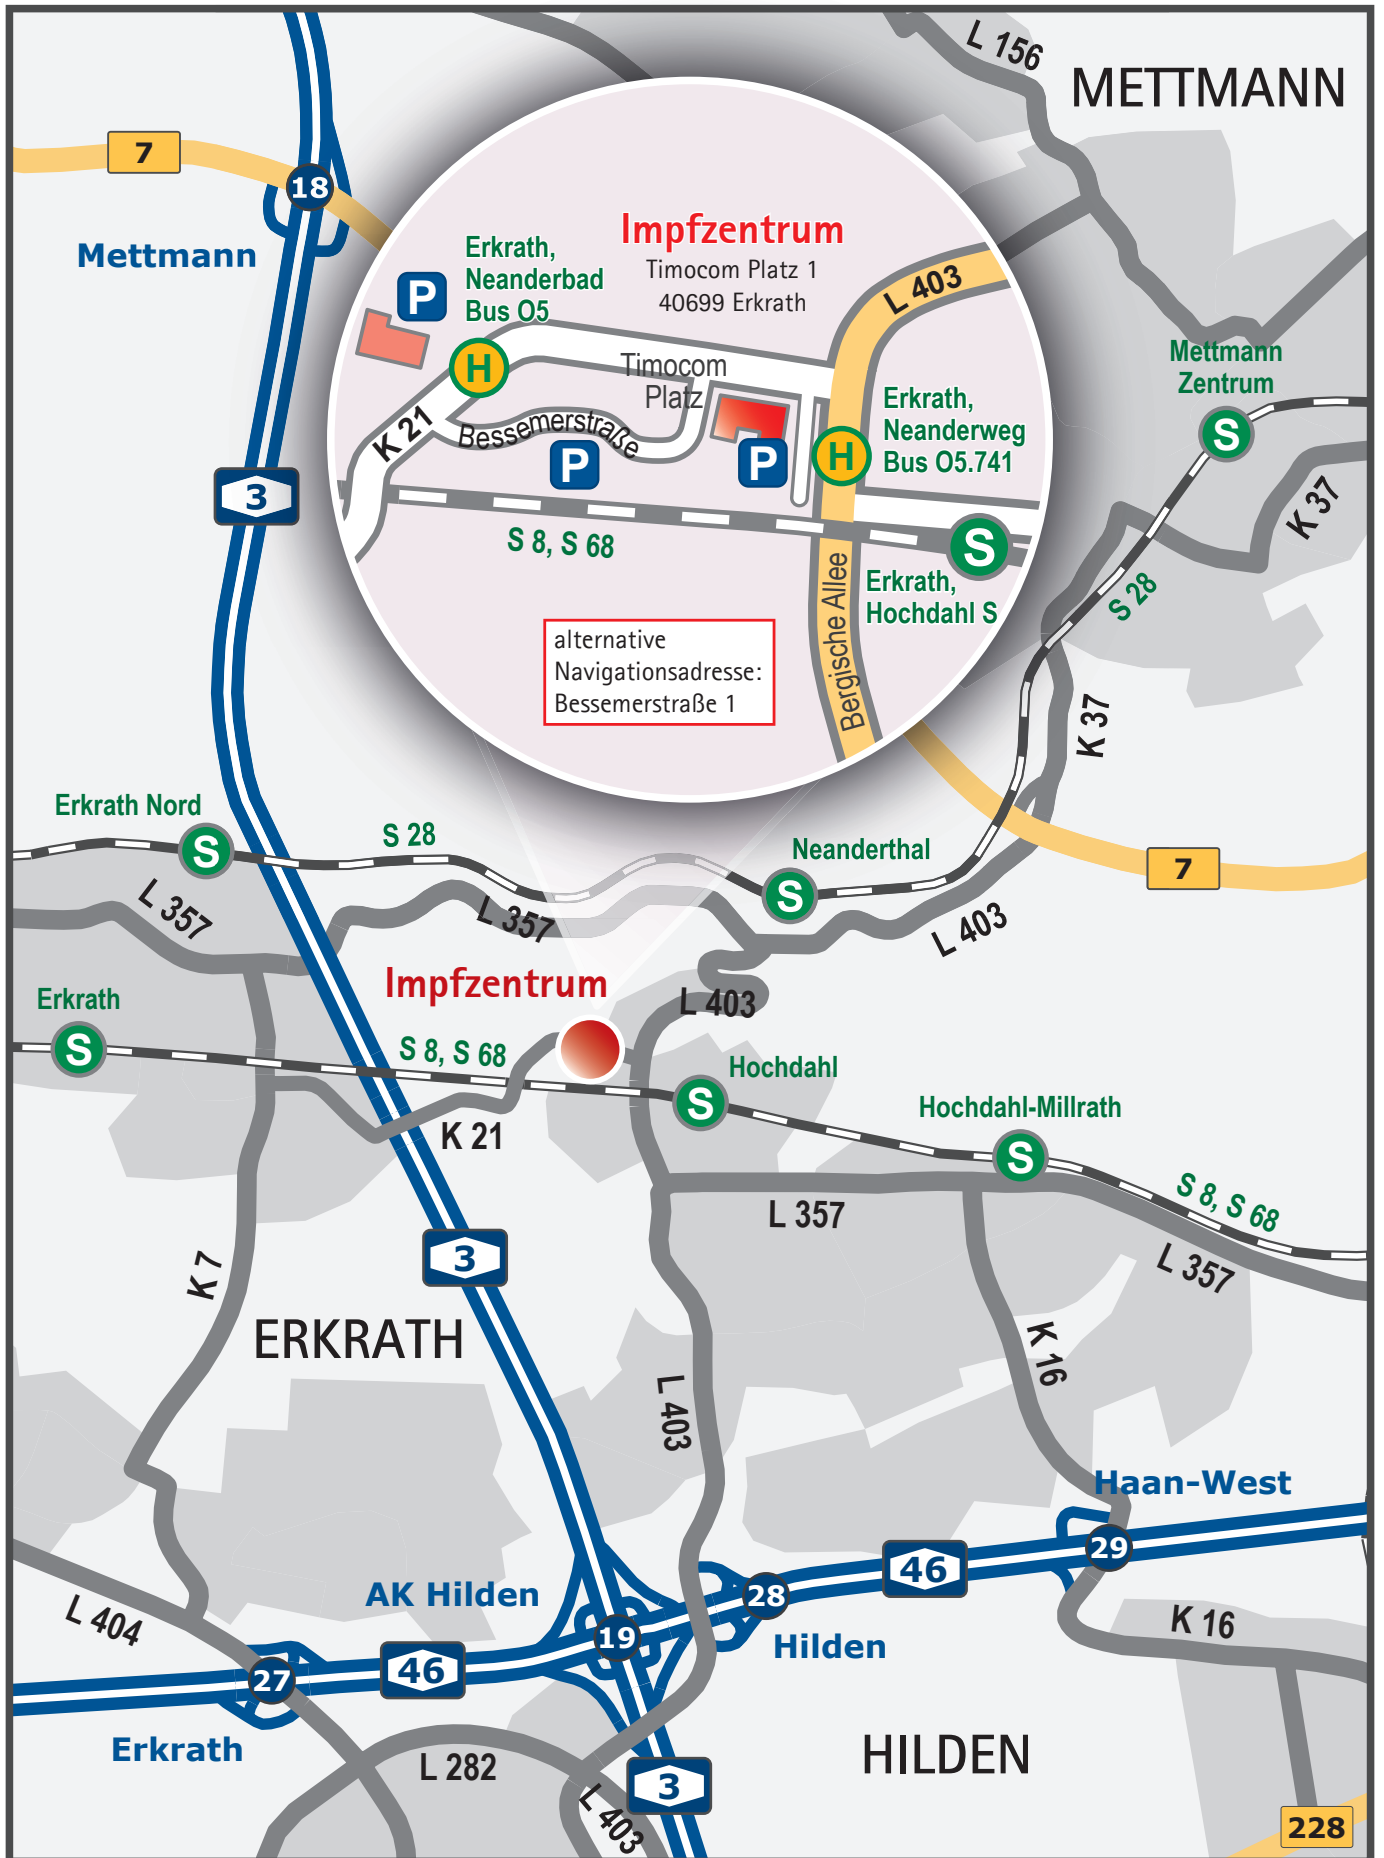 L 156
METTMANN
7
18
Mettmann
Impfzentrum
Timocom Platz 1
40699 Erkrath
Erkrath,
Neanderbad
Bus O5
P
H
L 403
Timocom
Platz
K 21
Bessemerstraße
P
P
H
Erkrath,
Neanderweg
Bus O5.741
S 8, S 68
S
Erkrath,
Hochdahl S
Bergische Allee
alternative
Navigationsadresse:
Bessemerstraße 1
Mettmann
Zentrum
S
K 37
S 28
K 37
3
Erkrath Nord
S
S 28
Neanderthal
S
7
L 357
L 357
L 403
Impfzentrum
L 403
Erkrath
S
S 8, S 68
Hochdahl
S
Hochdahl-Millrath
S
K 21
S 8, S 68
L 357
L 357
K 7
3
ERKRATH
K 16
L 403
Haan-West
29
46
AK Hilden
28
19
Hilden
L 404
K 16
27
46
Erkrath
L 282
HILDEN
3
L 403
228